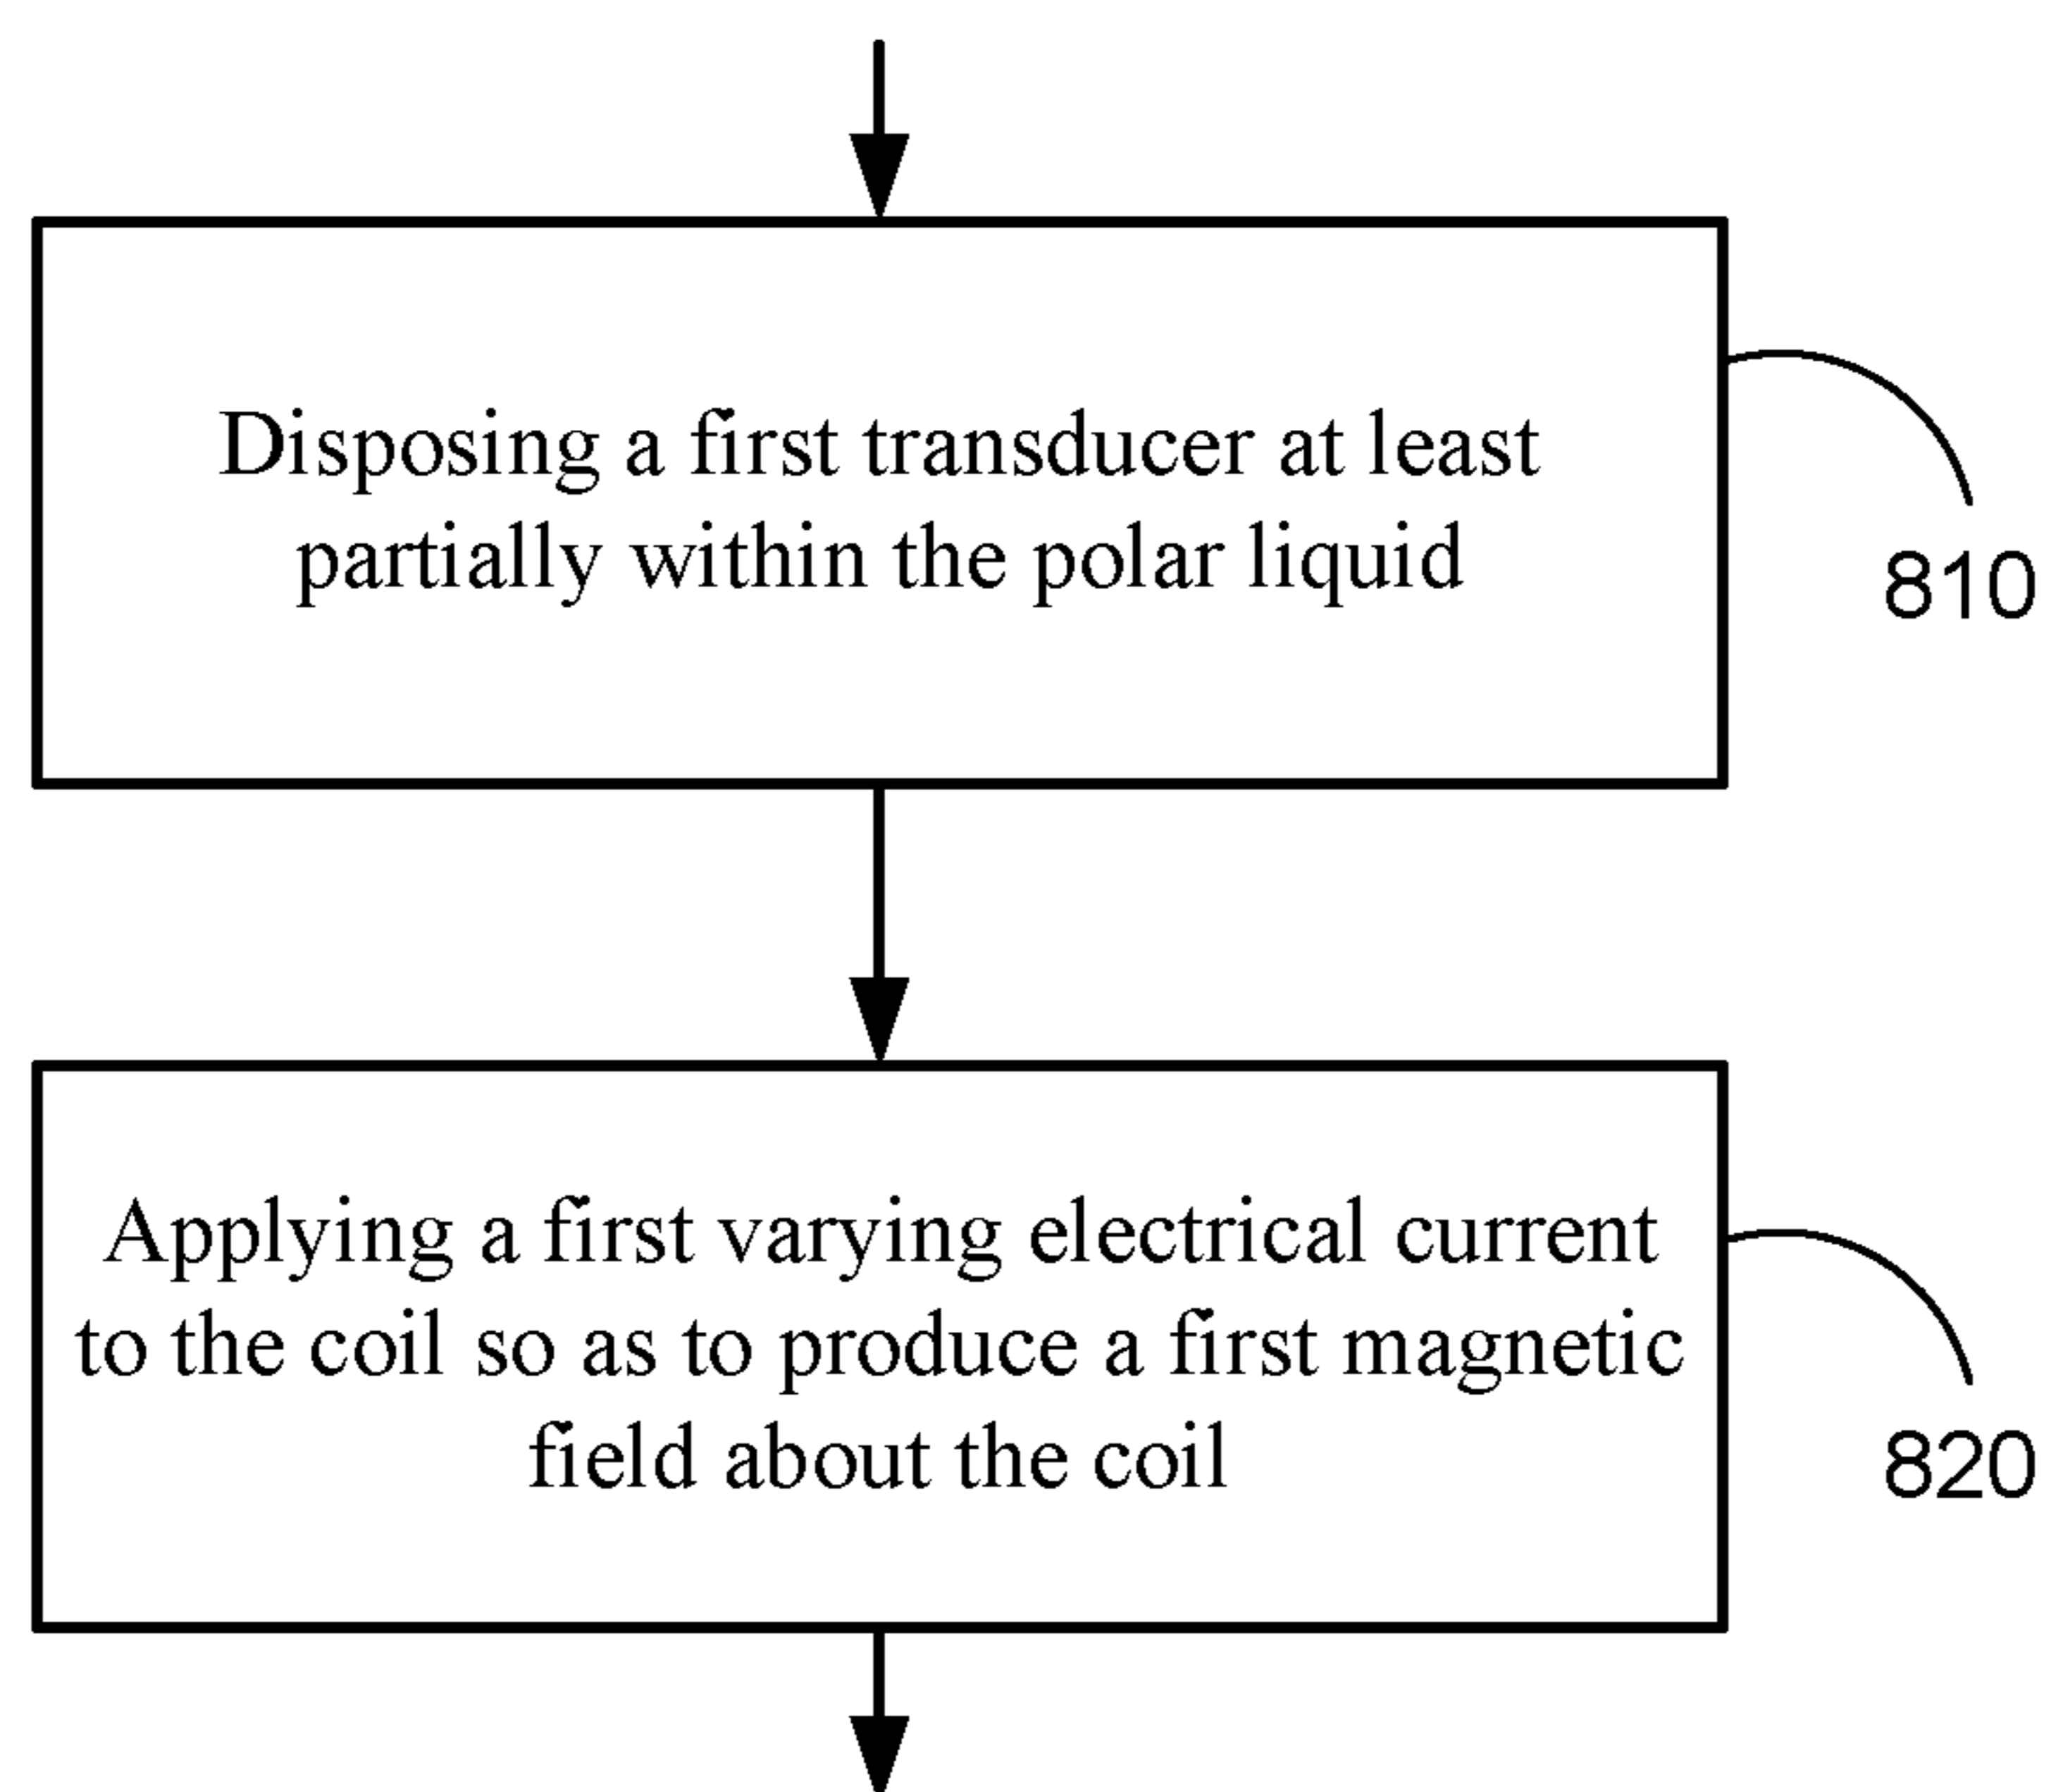 Disposing a first transducer at least
partially within the polar liquid
810
Applying a first varying electrical current
to the coil so as to produce a first magnetic
field about the coil
820